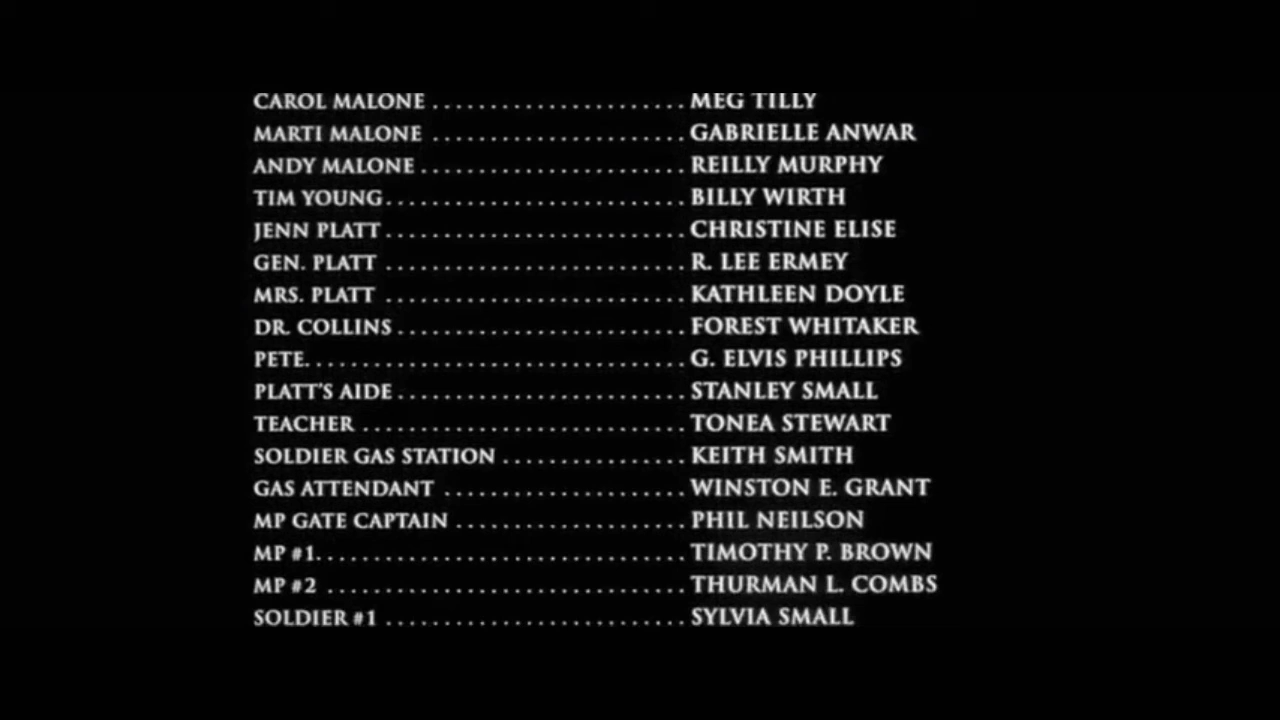 CAROL MALONE ...................... MEG TILLY
MARTI MALONE ...................... GABRIELLE ANWAR
ANDY MALONE ....................... REILLY MURPHY
TIM YOUNG .......................... BILLY WIRTH
JENN PLATT .......................... CHRISTINE ELISE
GEN. PLATT .......................... R. LEE ERMEY
MRS. PLATT .......................... KATHLEEN DOYLE
DR. COLLINS ......................... FOREST WHITAKER
PETE. ................................ G. ELVIS PHILLIPS
PLATT'S AIDE ......................... STANLEY SMALL
TEACHER ............................ TONEA STEWART
SOLDIER GAS STATION ................ KEITH SMITH
GAS ATTENDANT ..................... WINSTON E. GRANT
MP GATE CAPTAIN .................... PHIL NEILSON
MP #1 ................................ TIMOTHY P. BROWN
MP #2 ............................... THURMAN L. COMBS
SOLDIER #1 .......................... SYLVIA SMALL